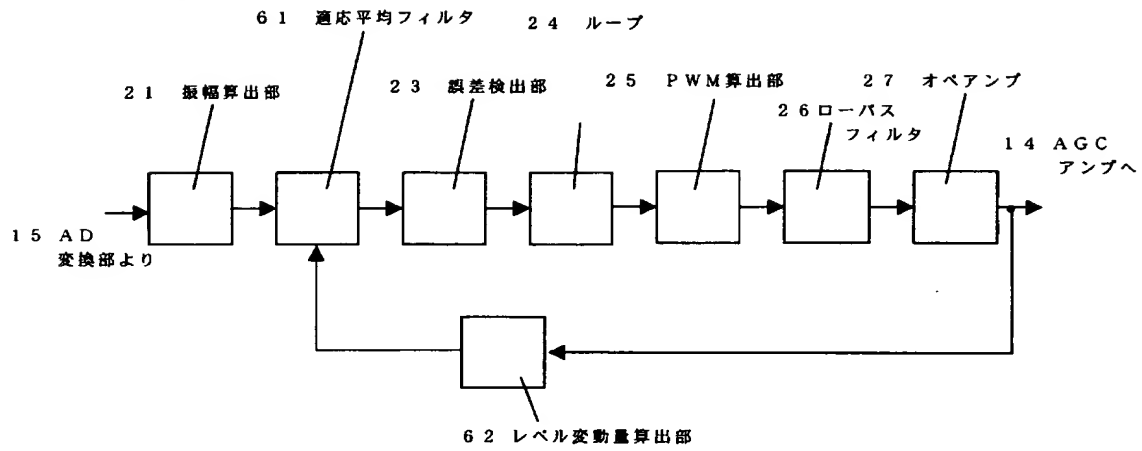 61 適応平均フィルタ
24 ループ
21 振幅算出部
23 誤差検出部
25 PWM算出部
27 オペアンプ
26ローパス
フィルタ
14 AGC
アンプへ
15 AD
変換部より
62 レベル変動量算出部